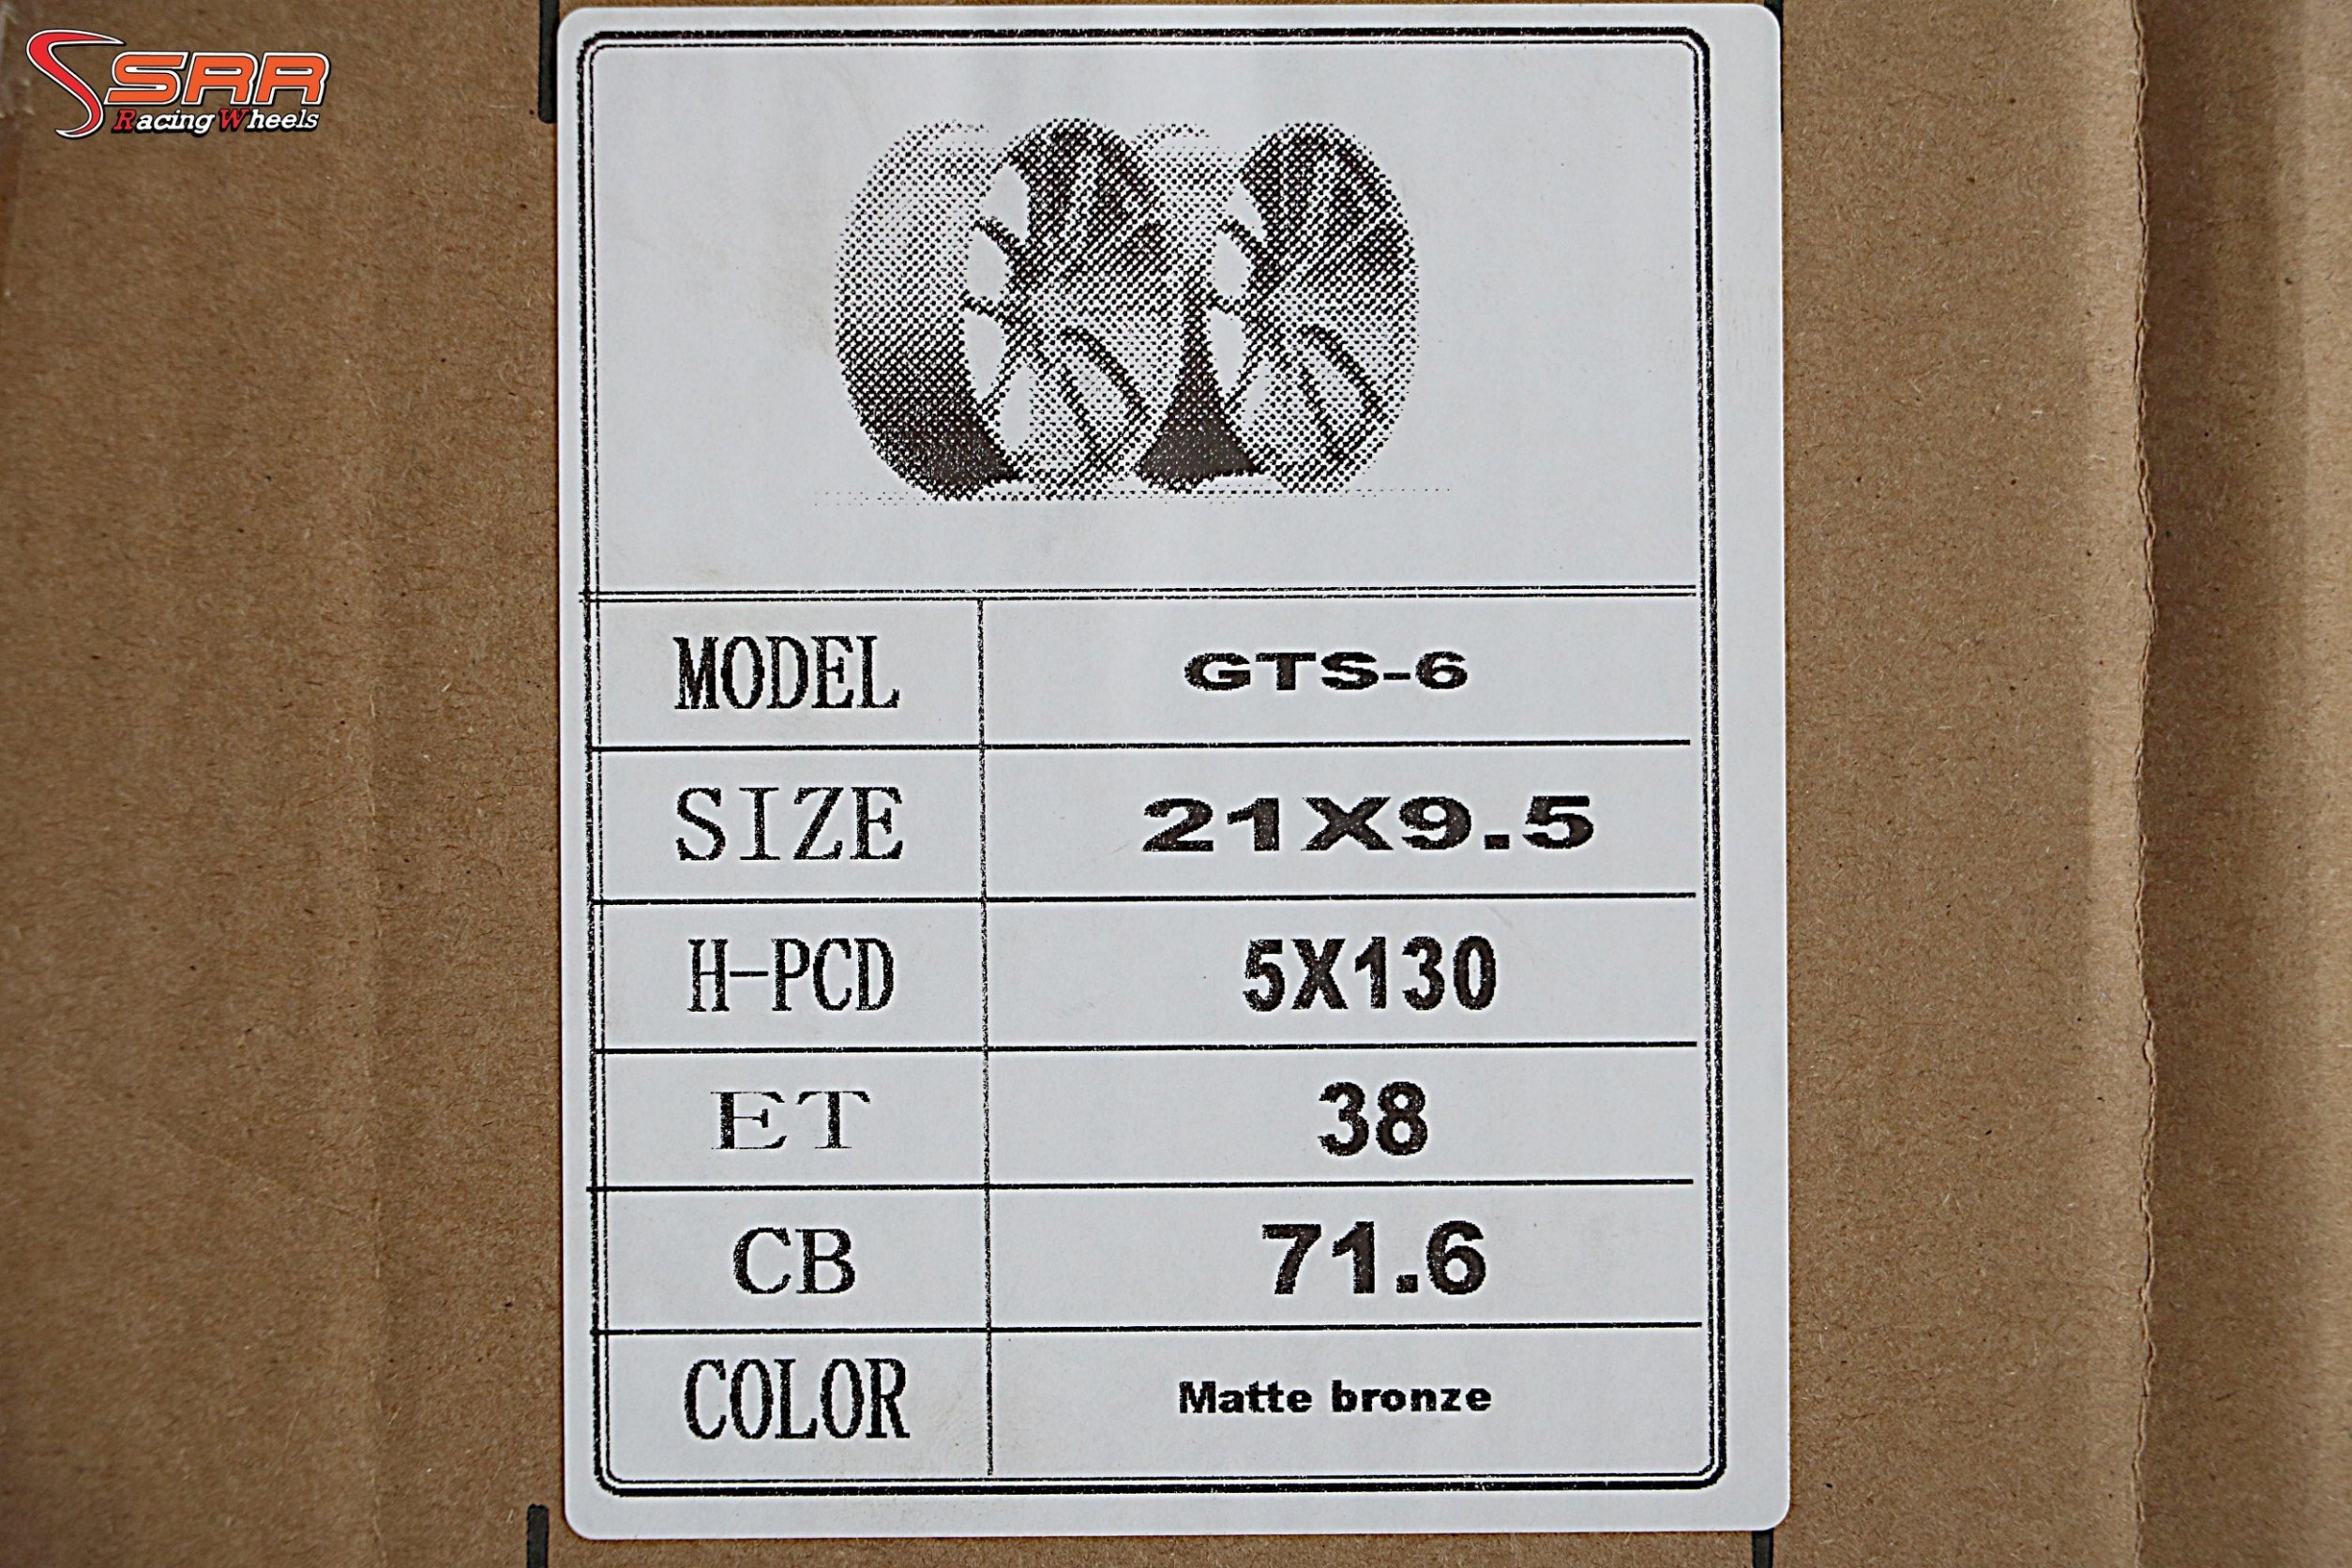 SRR
Racing Wheels
MODEL GTS-6
SIZE 21X9.5
H-PCD 5X130
ET 38
CB 71.6
COLOR Matte bronze